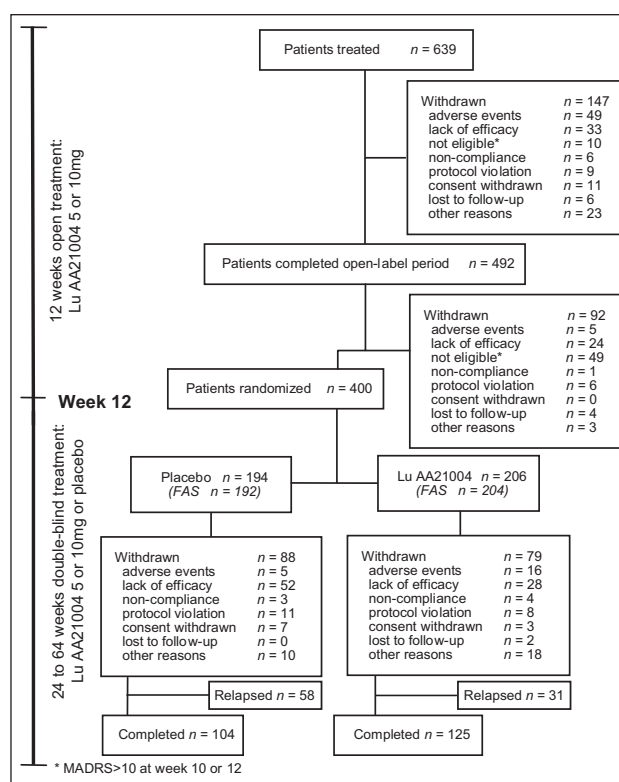 Patients treated n = 639
Withdrawn n = 147
adverse events n = 49
lack of efficacy n = 33
not eligible* n = 10
non-compliance n = 6
protocol violation n = 9
consent withdrawn n = 11
lost to follow-up n = 6
other reasons n = 23
12 weeks open treatment:
Lu AA21004 5 or 10mg
Patients completed open-label period n = 492
Withdrawn n = 92
adverse events n = 5
lack of efficacy n = 24
not eligible* n = 49
non-compliance n = 1
protocol violation n = 6
consent withdrawn n = 0
lost to follow-up n = 4
other reasons n = 3
Patients randomized n = 400
Week 12
24 to 64 weeks double-blind treatment:
Lu AA21004 5 or 10mg or placebo
Placebo n = 194
(FAS n = 192)
Lu AA21004 n = 206
(FAS n = 204)
Withdrawn n = 88
adverse events n = 5
lack of efficacy n = 52
non-compliance n = 3
protocol violation n = 11
consent withdrawn n = 7
lost to follow-up n = 0
other reasons n = 10
Withdrawn n = 79
adverse events n = 16
lack of efficacy n = 28
non-compliance n = 4
protocol violation n = 8
consent withdrawn n = 3
lost to follow-up n = 2
other reasons n = 18
Relapsed n = 58
Relapsed n = 31
Completed n = 104
Completed n = 125
* MADRS>10 at week 10 or 12